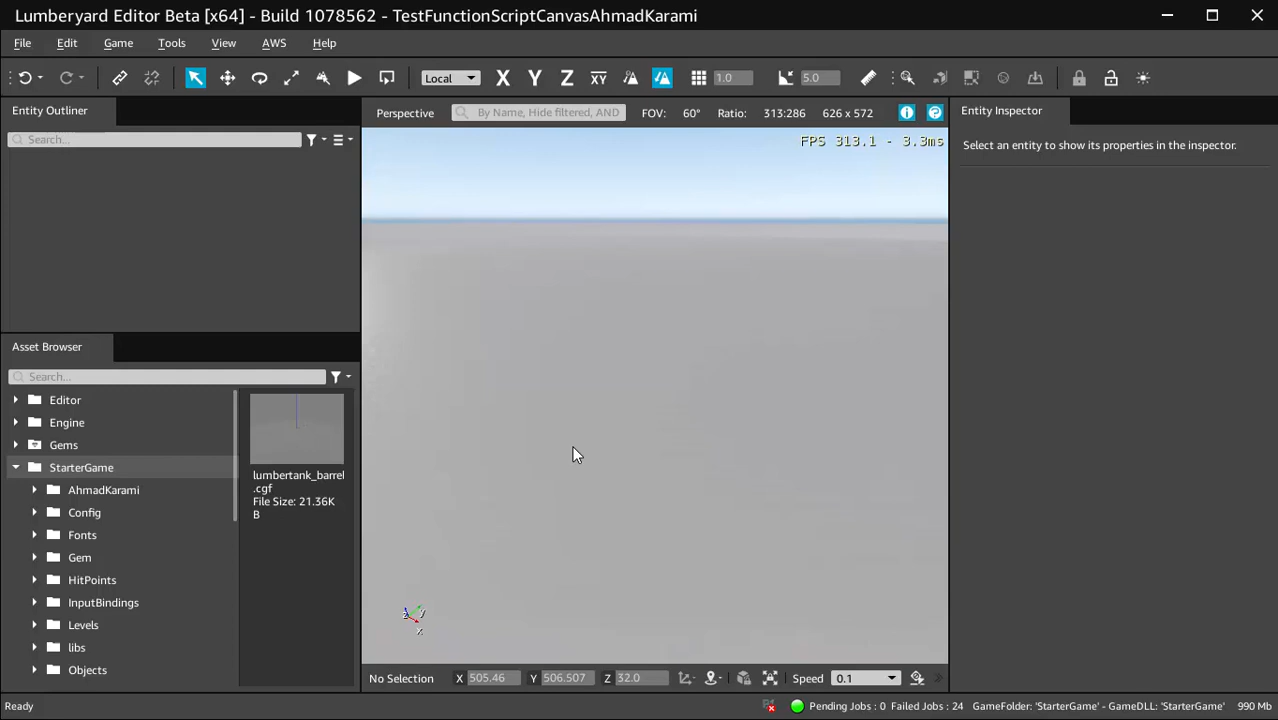 Lumberyard Editor Beta [x64] - Build 1078562 - TestFunctionScriptCanvasAhmadKarami
File Edit Game Tools View AWS Help
Local X Y Z XY 1.0 5.0
Entity Outliner
Search...
Perspective By Name, Hide filtered, AND FOV: 60° Ratio: 313:286 626 x 572
FPS 313.1 - 3.3ms
z y
x
Entity Inspector
Select an entity to show its properties in the inspector.
Asset Browser
Search...
Editor
Engine
Gems
StarterGame
AhmadKarami
Config
Fonts
Gem
HitPoints
InputBindings
Levels
libs
Objects
lumbertank_barrel
.cgf
File Size: 21.36K
B
No Selection X 505.46 Y 506.507 Z 32.0 Speed 0.1
Ready Pending Jobs : 0 Failed Jobs : 24 GameFolder: 'StarterGame' - GameDLL: 'StarterGame' 990 Mb